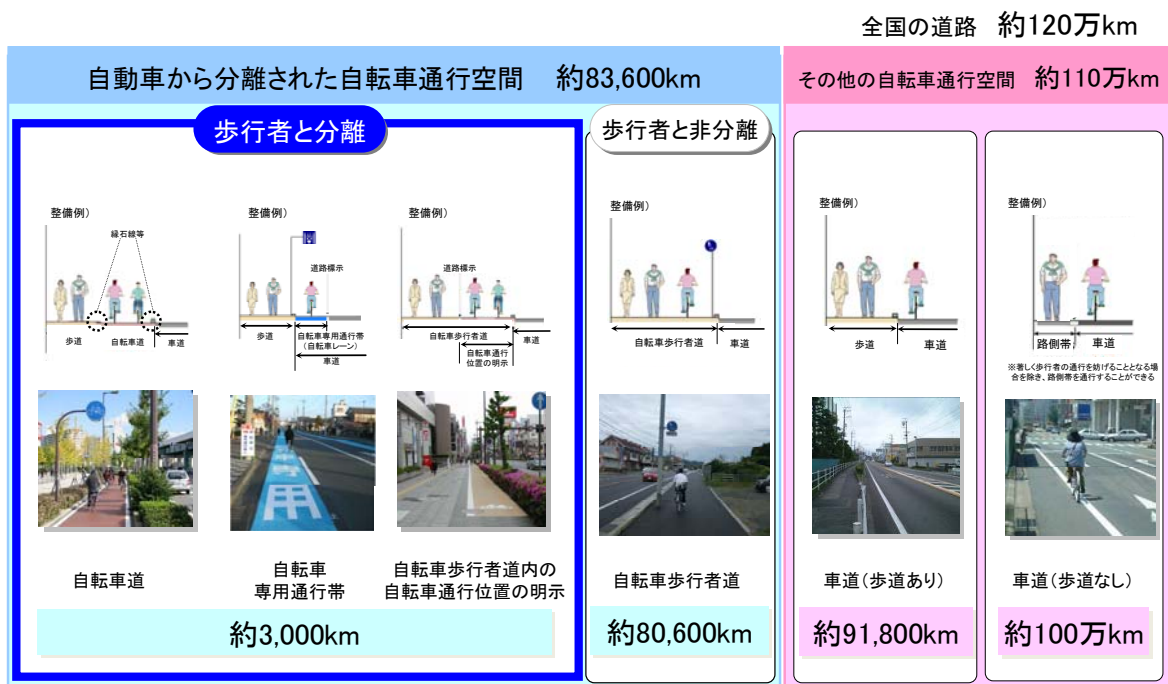 全国の道路 約120万km
自動車から分離された自転車通行空間 約83,600km
その他の自転車通行空間 約110万km
歩行者と分離
歩行者と非分離
整備例)
縁石線等
歩道
自転車道
車道
整備例)
道路標示
歩道
自転車専用通行帯
(自転車レーン)
車道
整備例)
道路標示
自転車歩行者道
車道
自転車通行
位置の明示
整備例)
自転車歩行者道
車道
整備例)
歩道
車道
整備例)
路側帯
車道
※著しく歩行者の通行を妨げることとなる場
合を除き、路側帯を通行することができる
用
自転車道
自転車
専用通行帯
自転車歩行者道内の
自転車通行位置の明示
自転車歩行者道
車道(歩道あり)
車道(歩道なし)
約3,000km
約80,600km
約91,800km
約100万km